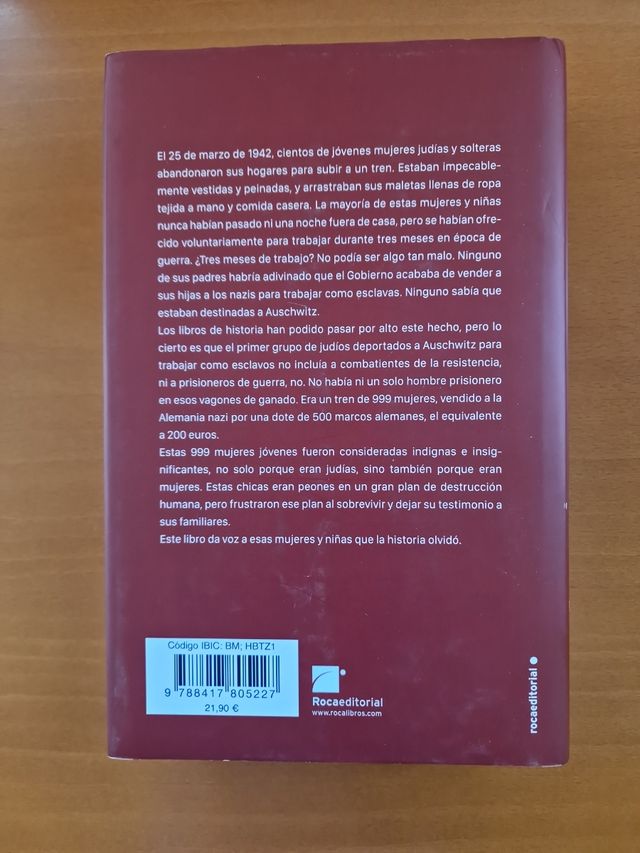 El 25 de marzo de 1942, cientos de jóvenes mujeres judías y solteras
abandonaron sus hogares para subir a un tren. Estaban impecable-
mente vestidas y peinadas, y arrastraban sus maletas llenas de ropa
tejida a mano y comida casera. La mayoría de estas mujeres y niñas
nunca habían pasado ni una noche fuera de casa, pero se habían ofre-
cido voluntariamente para trabajar durante tres meses en época de
guerra. ¿Tres meses de trabajo? No podía ser algo tan malo. Ninguno
de sus padres habría adivinado que el Gobierno acababa de vender a
sus hijas a los nazis para trabajar como esclavas. Ninguno sabía que
estaban destinadas a Auschwitz.
Los libros de historia han podido pasar por alto este hecho, pero lo
cierto es que el primer grupo de judíos deportados a Auschwitz para
trabajar como esclavos no incluía a combatientes de la resistencia,
ni a prisioneros de guerra, no. No había ni un solo hombre prisionero
en esos vagones de ganado. Era un tren de 999 mujeres, vendido a la
Alemania nazi por una dote de 500 marcos alemanes, el equivalente
a 200 euros.
Estas 999 mujeres jóvenes fueron consideradas indignas e insig-
nificantes, no solo porque eran judías, sino también porque eran
mujeres. Estas chicas eran peones en un gran plan de destrucción
humana, pero frustraron ese plan al sobrevivir y dejar su testimonio a
sus familiares.
Este libro da voz a esas mujeres y niñas que la historia olvidó.
Código IBIC: BM; HBTZ1
9 788417 805227
21,90 €
Rocaeditorial
www.rocalibros.com
rocaeditorial